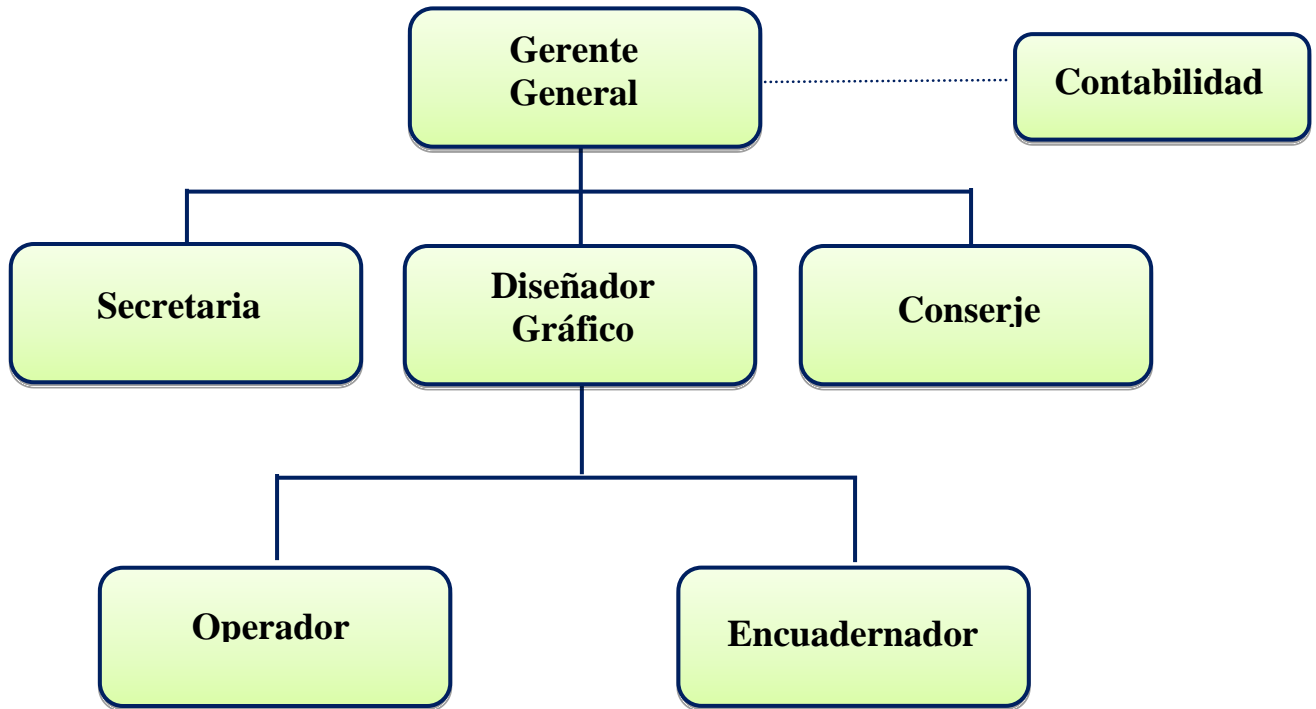 Gerente
General
Contabilidad
Secretaria
Diseñador
Gráfico
Conserje
Operador
Encuadernador